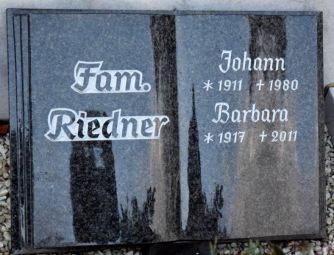 Fam.
Riedner
Johann
* 1911 † 1980
Barbara
* 1917 † 2011